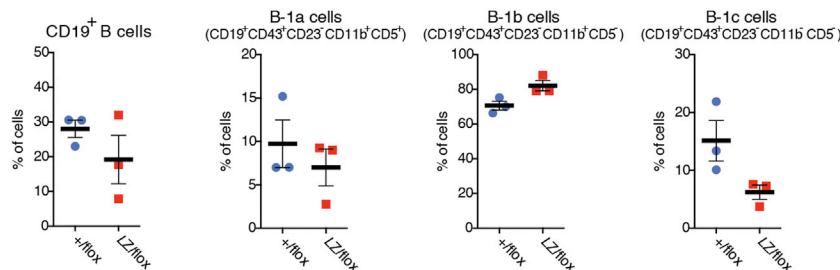 CD19⁺ B cells
% of cells
50
40
30
20
10
0
+/flox
LZ/flox
B-1a cells
(CD19⁺CD43⁺CD23⁻CD11b⁺CD5⁺)
% of cells
20
15
10
5
0
+/flox
LZ/flox
B-1b cells
(CD19⁺CD43⁺CD23⁻CD11b⁺CD5⁻)
% of cells
100
80
60
40
20
0
+/flox
LZ/flox
B-1c cells
(CD19⁺CD43⁺CD23⁻CD11b⁻CD5⁻)
% of cells
30
20
10
0
+/flox
LZ/flox